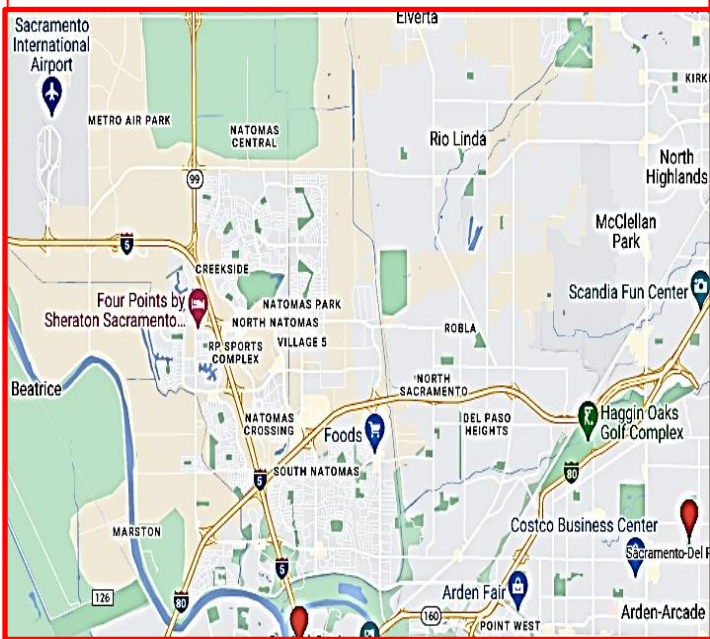 Elverta
Sacramento
International
Airport
METRO AIR PARK
NATOMAS
CENTRAL
Rio Linda
KIRK
North
Highlands
99
McClellan
Park
5
CREEKSIDE
Scandia Fun Center
Four Points by
Sheraton Sacramento...
NATOMAS PARK
NORTH NATOMAS
ROBLA
RP SPORTS
COMPLEX
VILLAGE 5
Beatrice
NORTH
SACRAMENTO
NATOMAS
CROSSING
Foods
DEL PASO
HEIGHTS
Haggin Oaks
Golf Complex
SOUTH NATOMAS
5
80
MARSTON
Costco Business Center
Sacramento-Del P
126
80
5
Arden Fair
160
POINT WEST
Arden-Arcade